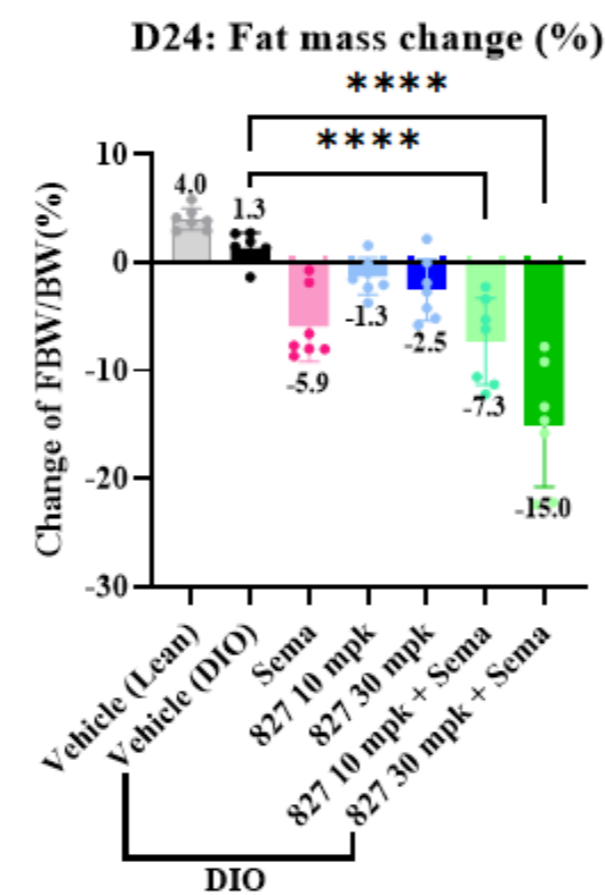 D24: Fat mass change (%)
****
****
Change of FBW/BW(%)
10
0
-10
-20
-30
4.0
1.3
-5.9
-1.3
-2.5
-7.3
-15.0
Vehicle (Lean)
Vehicle (DIO)
Sema
827 10 mpk
827 30 mpk
827 10 mpk + Sema
827 30 mpk + Sema
DIO